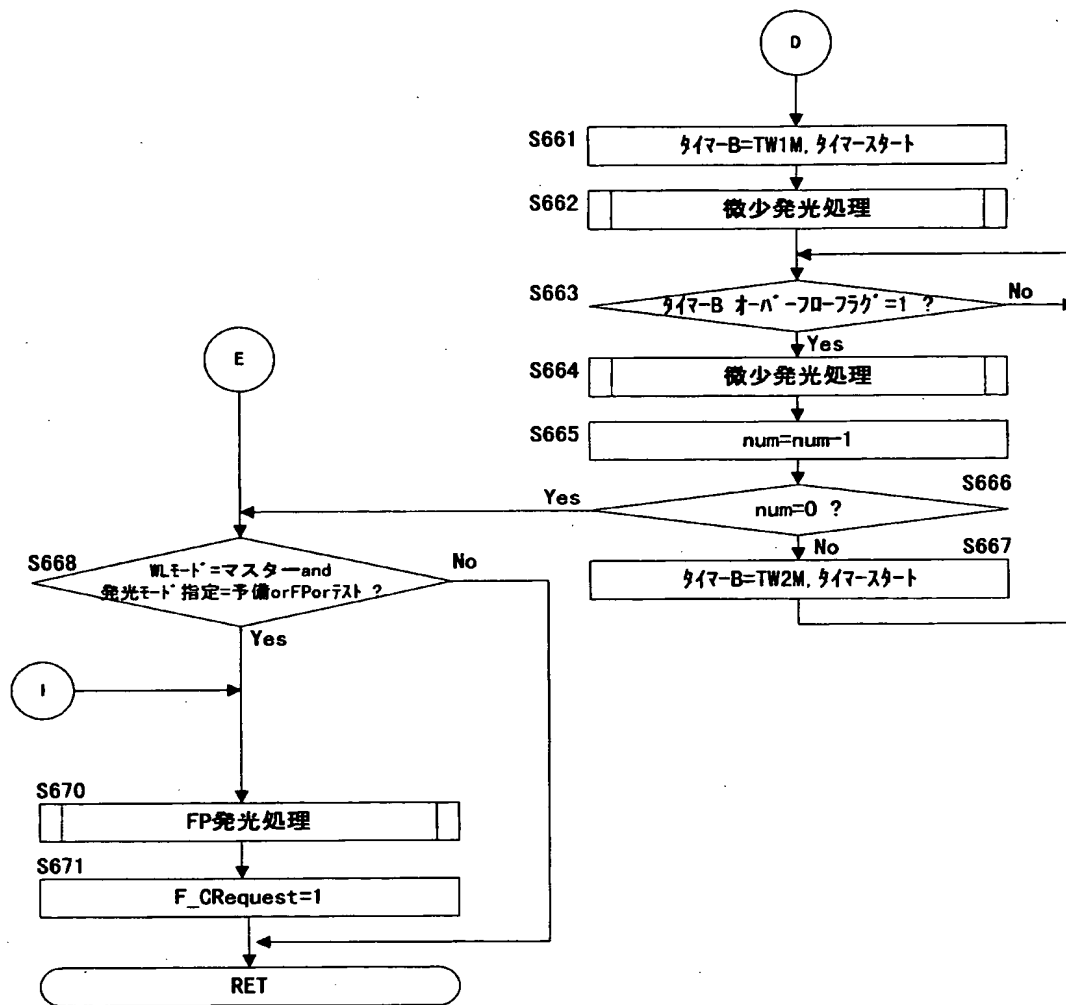 D
S661
タイマーB=TW1M, タイマースタート
S662
微少発光処理
S663
タイマーB オーバーフローフラグ=1 ?
No
Yes
E
S664
微少発光処理
S665
num=num-1
S666
Yes
num=0 ?
No
S667
タイマーB=TW2M, タイマースタート
S668
WLモード=マスターand
発光モード指定=予備orFPorテスト ?
No
Yes
I
S670
FP発光処理
S671
F_CRequest=1
RET